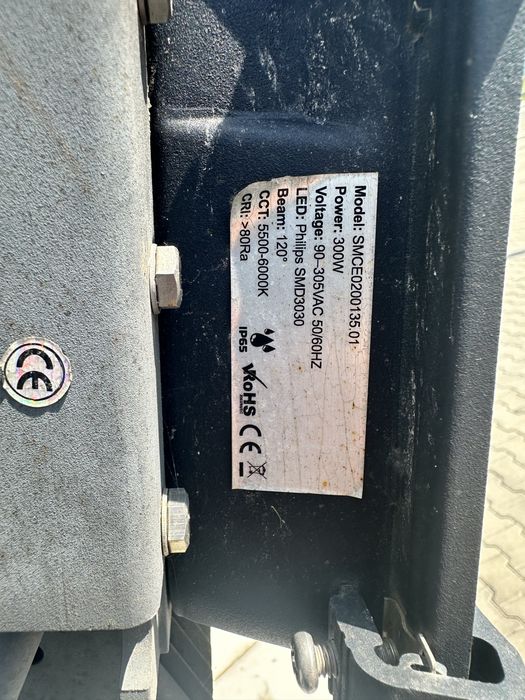 Model: SMCE0200135.01
Power: 300W
Voltage: 90–305VAC 50/60HZ
LED: Philips SMD3030
Beam: 120°
CCT: 5500-6000K
CRI: >80Ra
IP65
RoHS
CE
CE